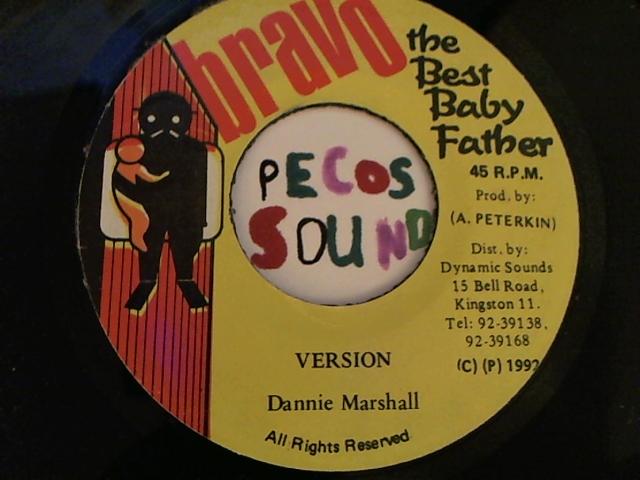 bravo
the
Best
Baby
Father
45 R.P.M.
Prod. by:
(A. PETERKIN)
Dist. by:
Dynamic Sounds
15 Bell Road,
Kingston 11.
Tel: 92-39138,
92-39168
(C) (P) 1992
PECOS
SOUND
VERSION
Dannie Marshall
All Rights Reserved